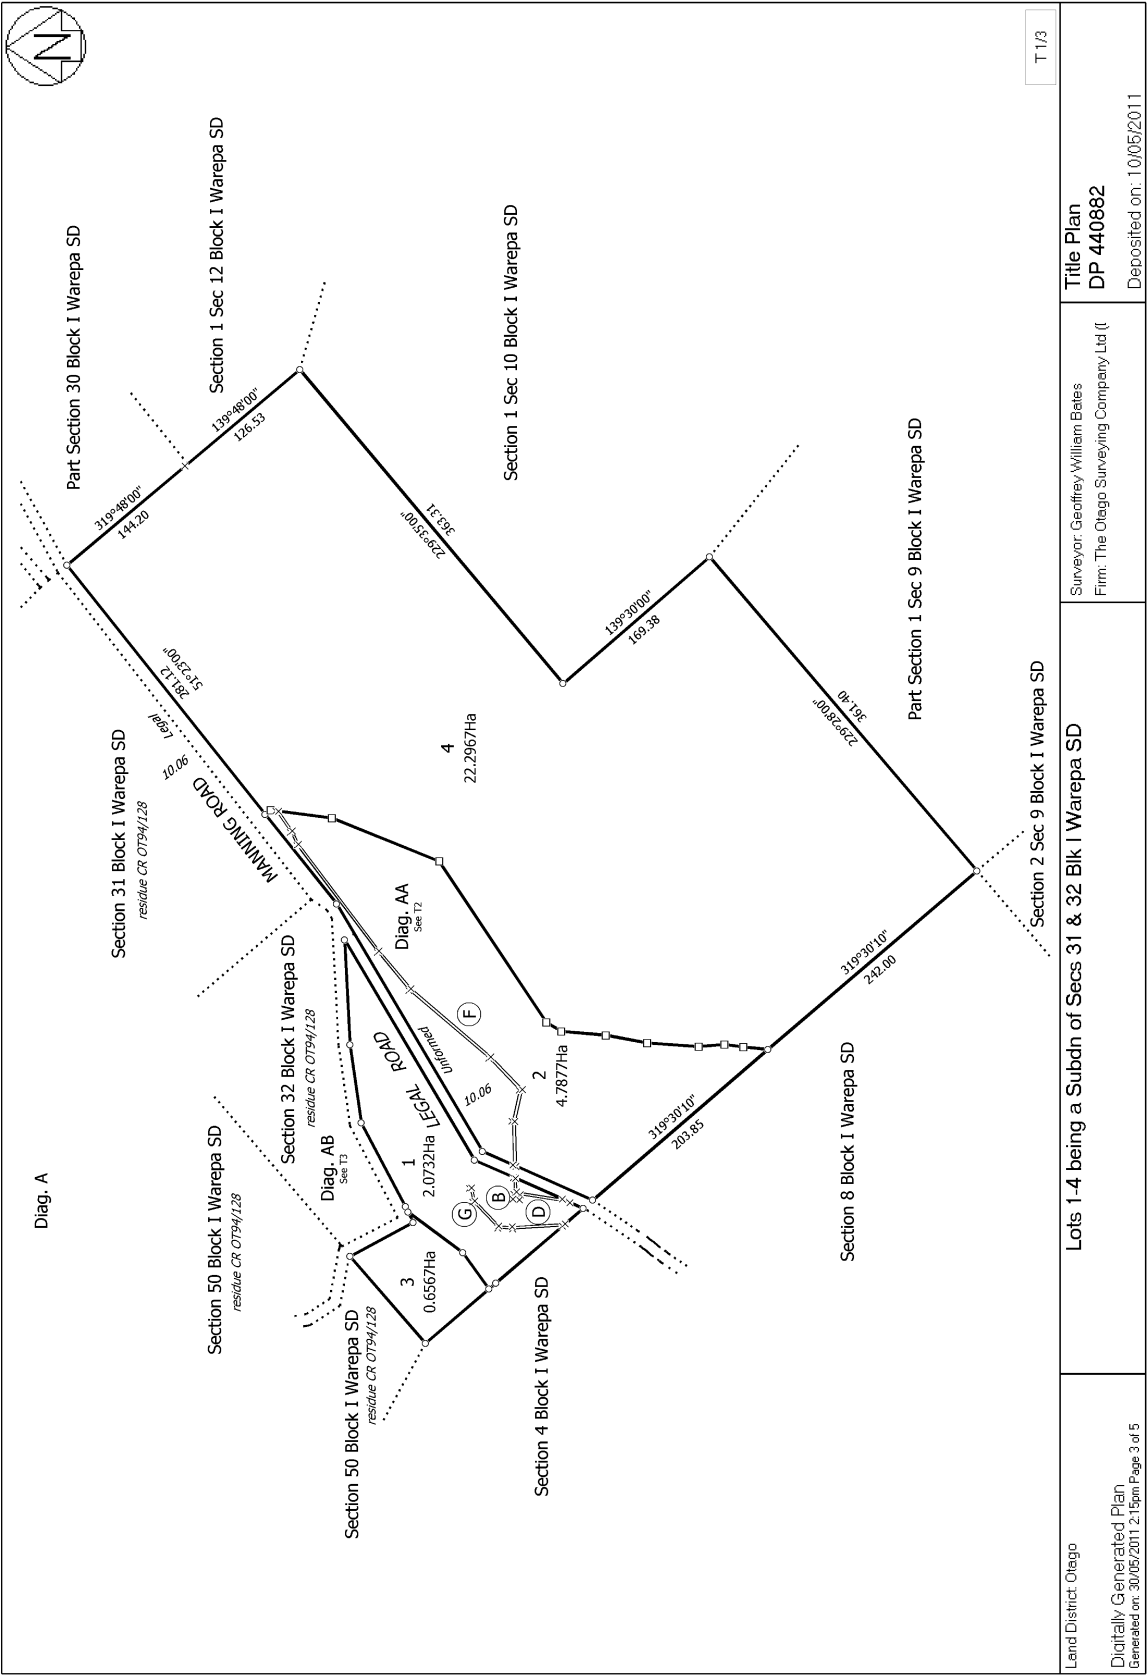 N
T 1/3
Diag. A
Part Section 30 Block I Warepa SD
Section 1 Sec 12 Block I Warepa SD
Section 1 Sec 10 Block I Warepa SD
Part Section 1 Sec 9 Block I Warepa SD
Section 2 Sec 9 Block I Warepa SD
Section 8 Block I Warepa SD
Section 4 Block I Warepa SD
Section 50 Block I Warepa SD
residue CR OT94/128
Section 50 Block I Warepa SD
residue CR OT94/128
Section 32 Block I Warepa SD
residue CR OT94/128
Section 31 Block I Warepa SD
residue CR OT94/128
319°48'00"
144.20
139°48'00"
126.53
229°35'00"
363.31
139°30'00"
169.38
229°28'00"
361.40
319°30'10"
242.00
319°30'10"
203.85
51°23'00"
281.12
Legal
10.06
MANNING ROAD
LEGAL ROAD
Unformed
10.06
Diag. AA
See T2
Diag. AB
See T3
1
2.0732Ha
2
4.7877Ha
3
0.6567Ha
4
22.2967Ha
F
G
B
D
Land District: Otago
Digitally Generated Plan
Generated on: 30/05/2011 2:15pm Page 3 of 5
Lots 1-4 being a Subdn of Secs 31 & 32 Blk I Warepa SD
Surveyor: Geoffrey William Bates
Firm: The Otago Surveying Company Ltd (
Title Plan
DP 440882
Deposited on: 10/05/2011